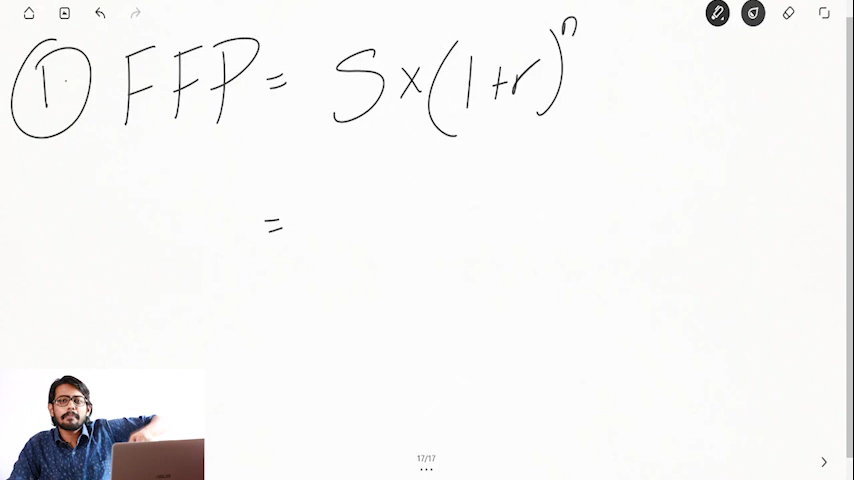 ① FFP = S × (1+r)ⁿ
=
17/17